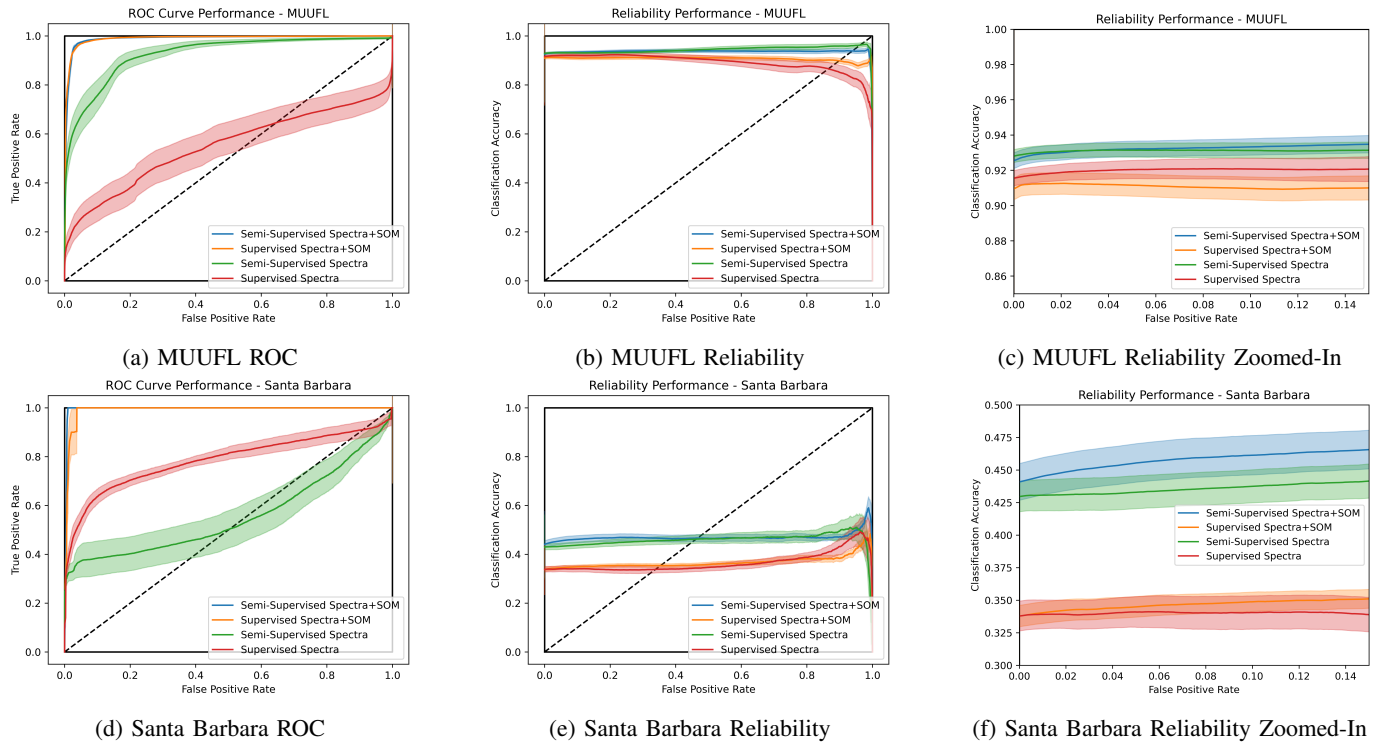 ROC Curve Performance - MUUFL
1.0
0.8
0.6
0.4
0.2
0.0
True Positive Rate
Semi-Supervised Spectra+SOM
Supervised Spectra+SOM
Semi-Supervised Spectra
Supervised Spectra
0.0 0.2 0.4 0.6 0.8 1.0
False Positive Rate
(a) MUUFL ROC
Reliability Performance - MUUFL
1.0
0.8
0.6
0.4
0.2
0.0
Classification Accuracy
Semi-Supervised Spectra+SOM
Supervised Spectra+SOM
Semi-Supervised Spectra
Supervised Spectra
0.0 0.2 0.4 0.6 0.8 1.0
False Positive Rate
(b) MUUFL Reliability
Reliability Performance - MUUFL
1.00
0.98
0.96
0.94
0.92
0.90
0.88
0.86
Classification Accuracy
Semi-Supervised Spectra+SOM
Supervised Spectra+SOM
Semi-Supervised Spectra
Supervised Spectra
0.00 0.02 0.04 0.06 0.08 0.10 0.12 0.14
False Positive Rate
(c) MUUFL Reliability Zoomed-In
ROC Curve Performance - Santa Barbara
1.0
0.8
0.6
0.4
0.2
0.0
True Positive Rate
Semi-Supervised Spectra+SOM
Supervised Spectra+SOM
Semi-Supervised Spectra
Supervised Spectra
0.0 0.2 0.4 0.6 0.8 1.0
False Positive Rate
(d) Santa Barbara ROC
Reliability Performance - Santa Barbara
1.0
0.8
0.6
0.4
0.2
0.0
Classification Accuracy
Semi-Supervised Spectra+SOM
Supervised Spectra+SOM
Semi-Supervised Spectra
Supervised Spectra
0.0 0.2 0.4 0.6 0.8 1.0
False Positive Rate
(e) Santa Barbara Reliability
Reliability Performance - Santa Barbara
0.500
0.475
0.450
0.425
0.400
0.375
0.350
0.325
0.300
Classification Accuracy
Semi-Supervised Spectra+SOM
Supervised Spectra+SOM
Semi-Supervised Spectra
Supervised Spectra
0.00 0.02 0.04 0.06 0.08 0.10 0.12 0.14
False Positive Rate
(f) Santa Barbara Reliability Zoomed-In